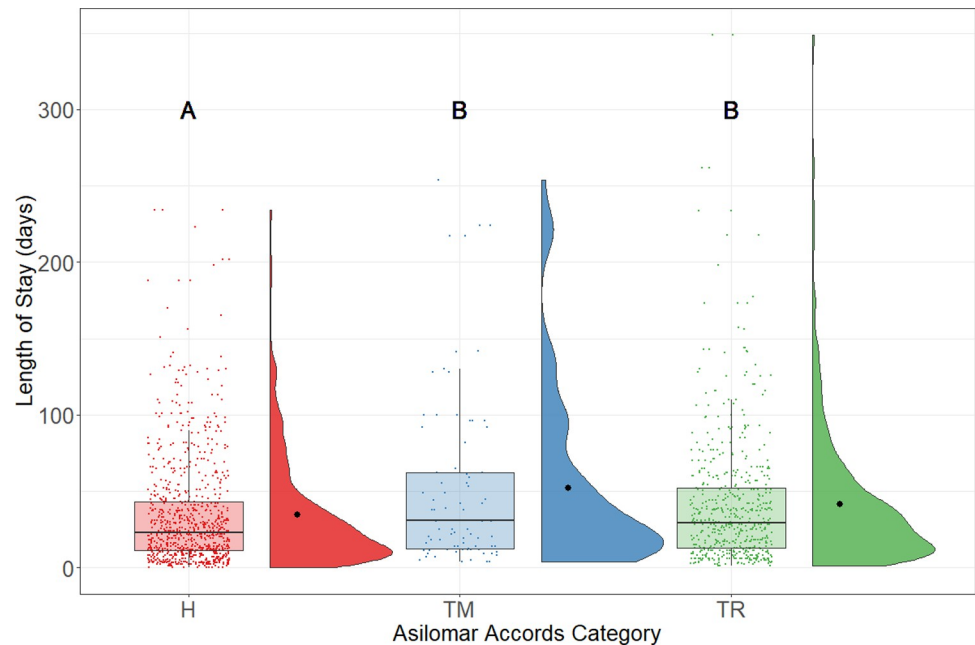 A B B
300
200
100
0
Length of Stay (days)
H TM TR
Asilomar Accords Category